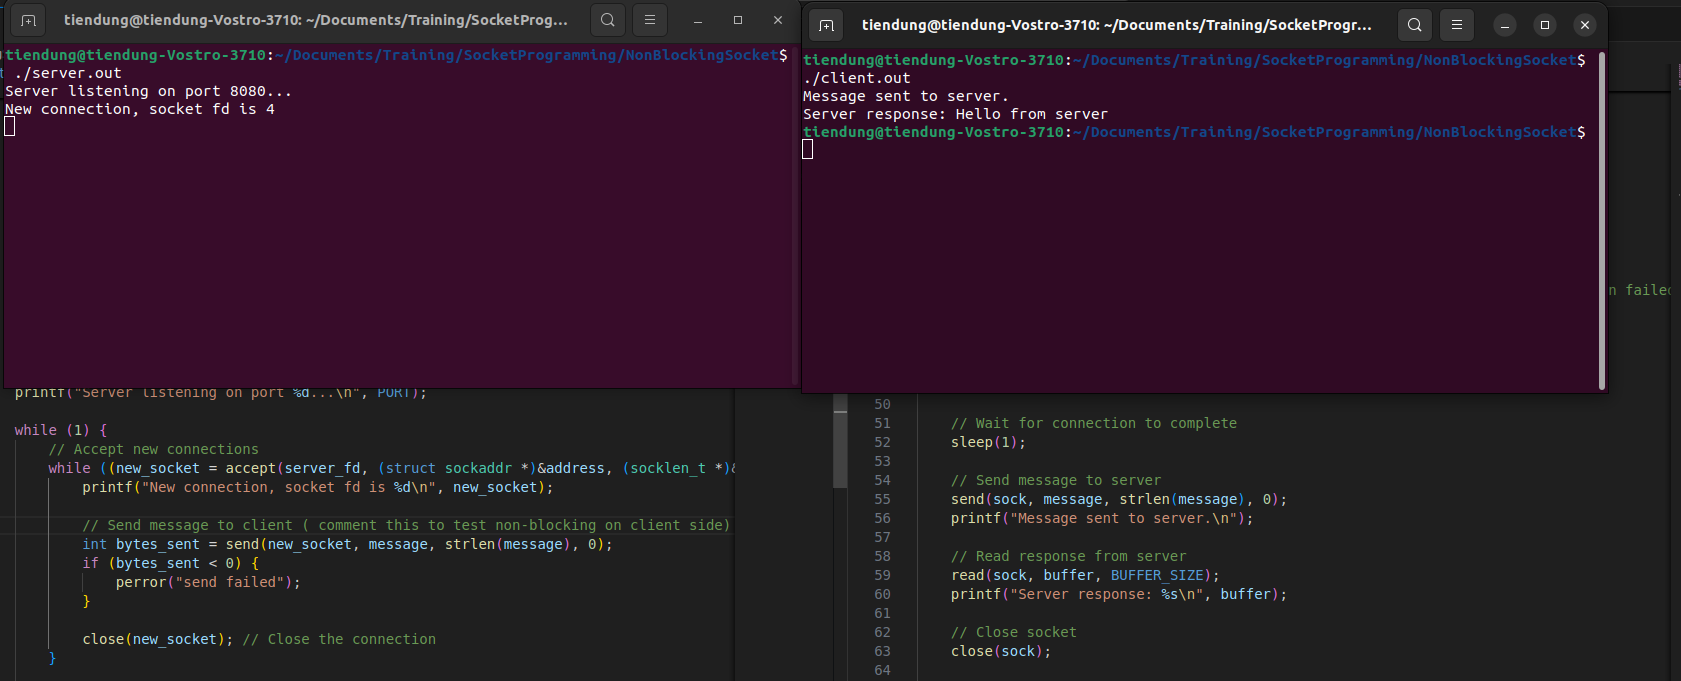 tiendung@tiendung-Vostro-3710: ~/Documents/Training/SocketProg...
tiendung@tiendung-Vostro-3710:~/Documents/Training/SocketProgramming/NonBlockingSocket$
./server.out
Server listening on port 8080...
New connection, socket fd is 4
tiendung@tiendung-Vostro-3710: ~/Documents/Training/SocketProgr...
tiendung@tiendung-Vostro-3710:~/Documents/Training/SocketProgramming/NonBlockingSocket$
./client.out
Message sent to server.
Server response: Hello from server
tiendung@tiendung-Vostro-3710:~/Documents/Training/SocketProgramming/NonBlockingSocket$
n failed
printf("Server listening on port %d...\n", PORT);
while (1) {
// Accept new connections
while ((new_socket = accept(server_fd, (struct sockaddr *)&address, (socklen_t *)&
printf("New connection, socket fd is %d\n", new_socket);
// Send message to client ( comment this to test non-blocking on client side)
int bytes_sent = send(new_socket, message, strlen(message), 0);
if (bytes_sent < 0) {
perror("send failed");
}
close(new_socket); // Close the connection
}
50
51 // Wait for connection to complete
52 sleep(1);
53
54 // Send message to server
55 send(sock, message, strlen(message), 0);
56 printf("Message sent to server.\n");
57
58 // Read response from server
59 read(sock, buffer, BUFFER_SIZE);
60 printf("Server response: %s\n", buffer);
61
62 // Close socket
63 close(sock);
64